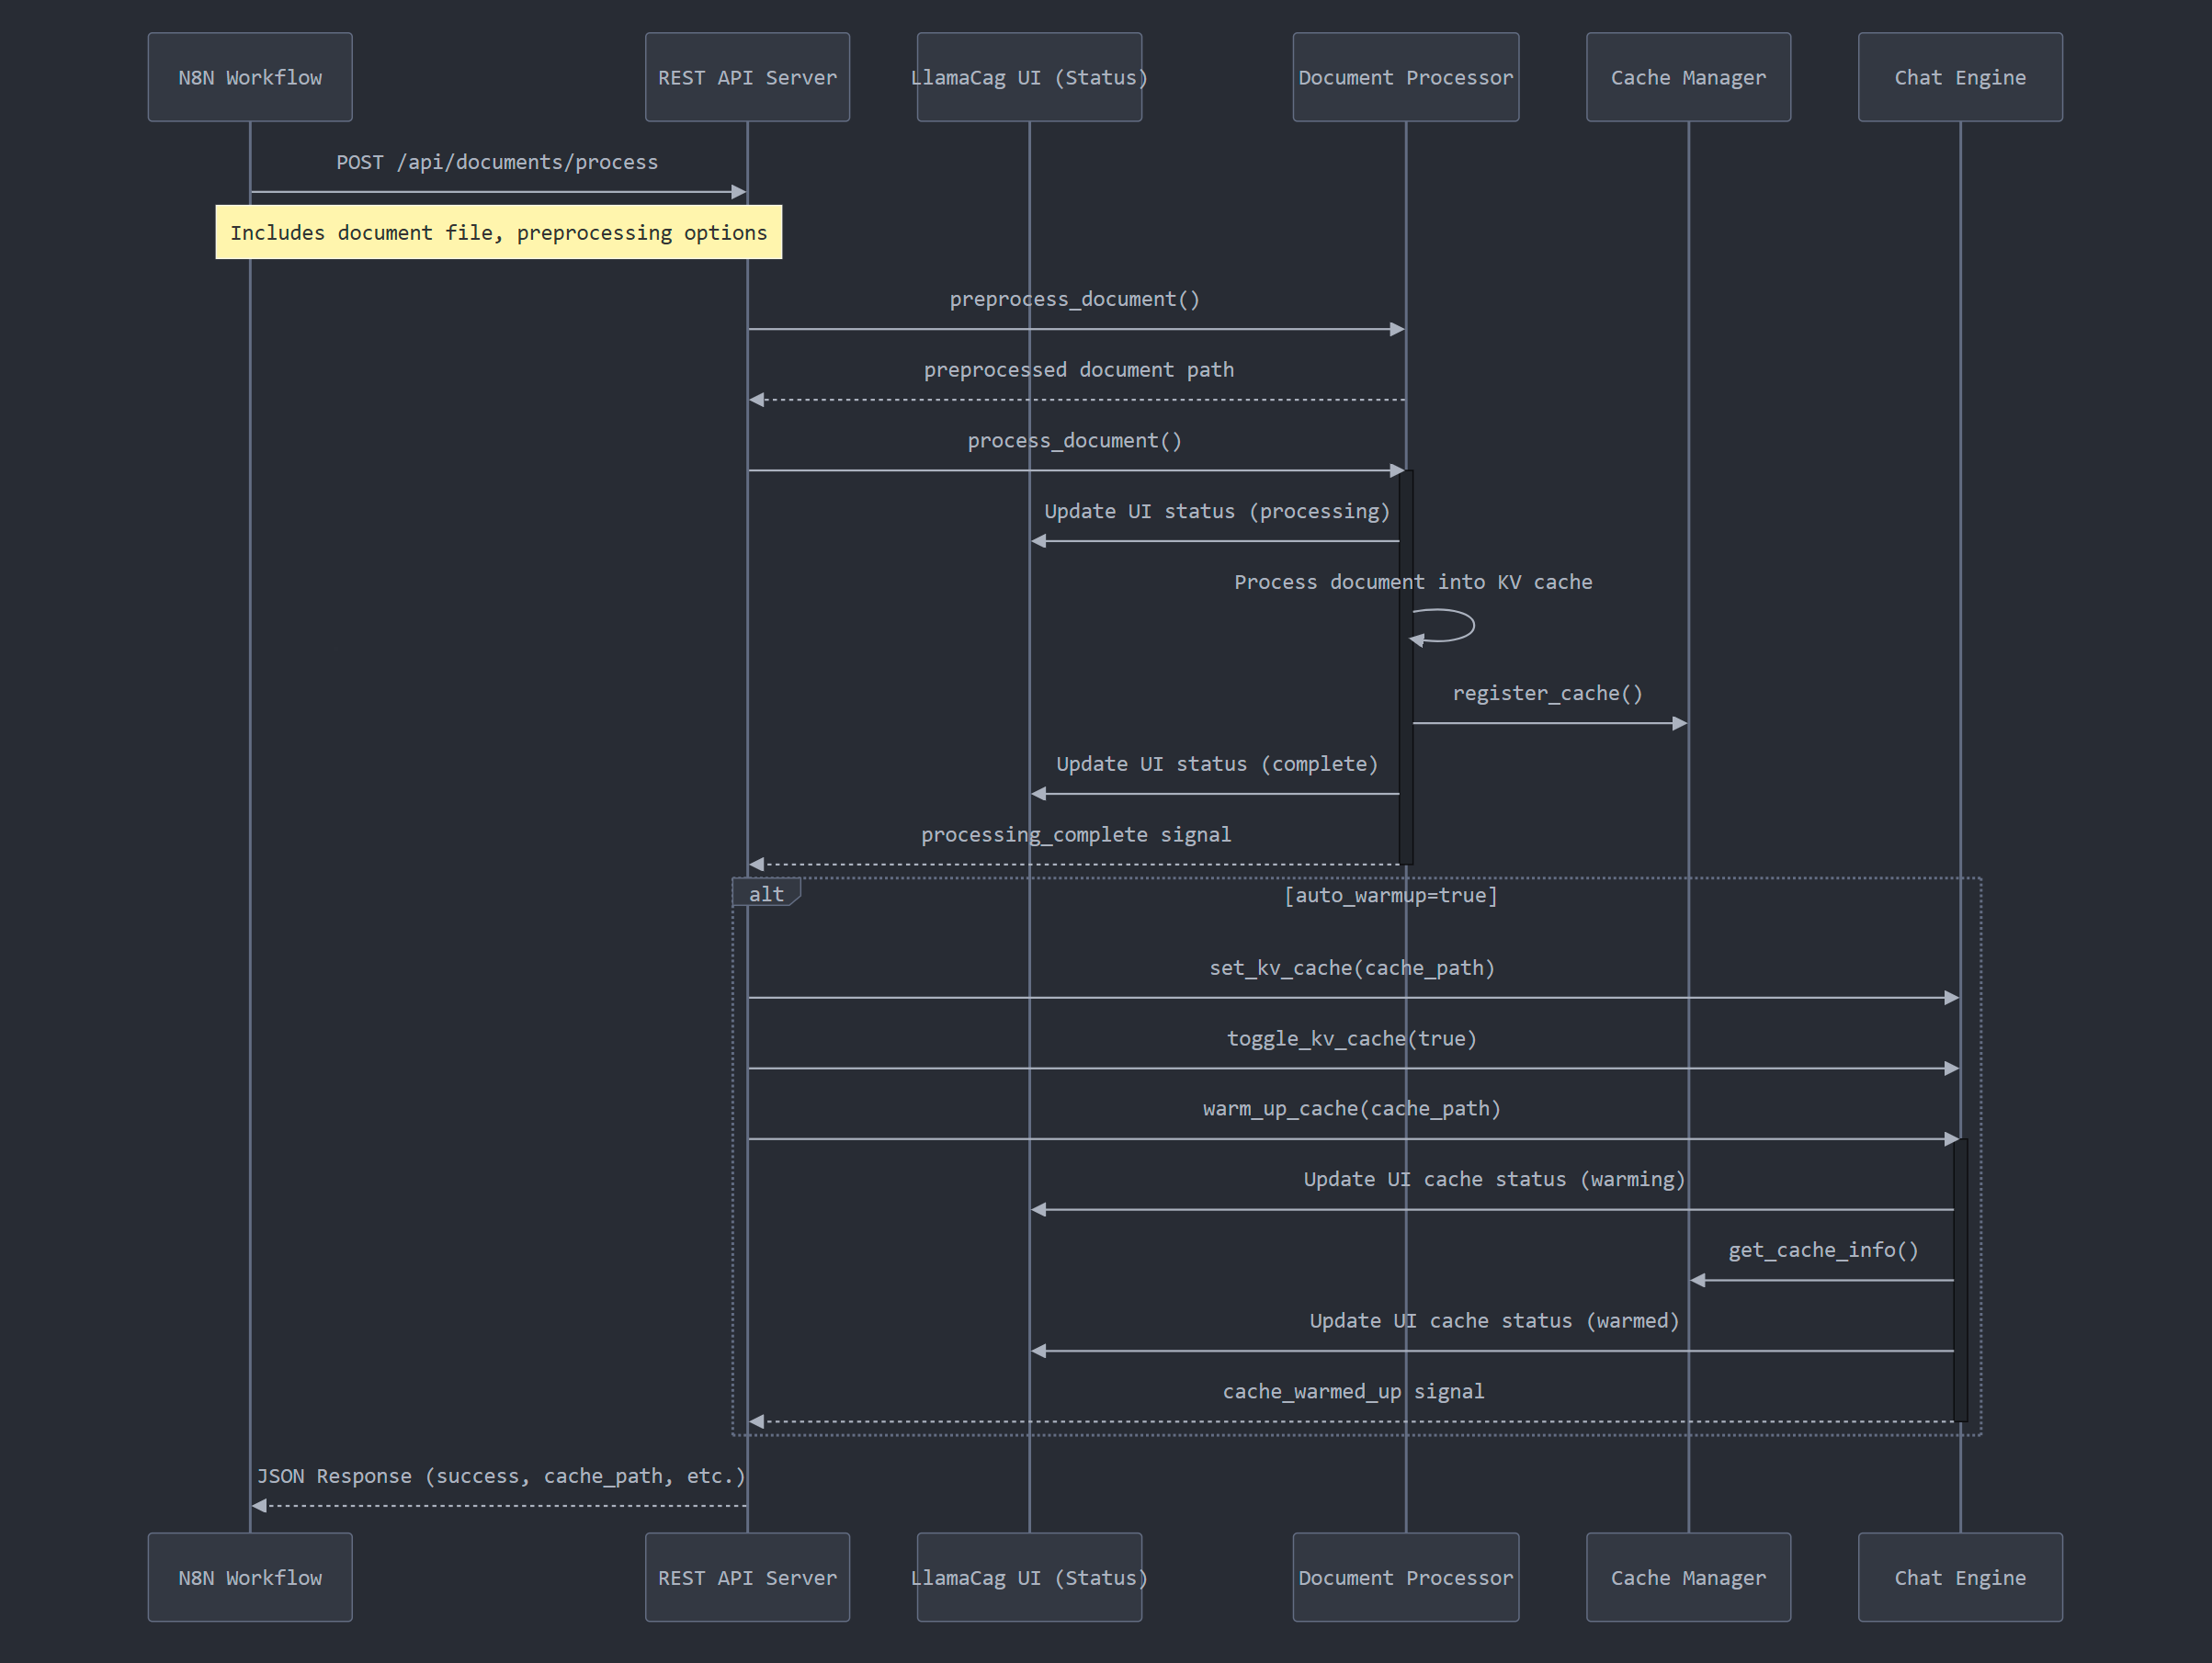 N8N Workflow
REST API Server
LlamaCag UI (Status)
Document Processor
Cache Manager
Chat Engine
POST /api/documents/process
Includes document file, preprocessing options
preprocess_document()
preprocessed document path
process_document()
Update UI status (processing)
Process document into KV cache
register_cache()
Update UI status (complete)
processing_complete signal
alt
[auto_warmup=true]
set_kv_cache(cache_path)
toggle_kv_cache(true)
warm_up_cache(cache_path)
Update UI cache status (warming)
get_cache_info()
Update UI cache status (warmed)
cache_warmed_up signal
JSON Response (success, cache_path, etc.)
N8N Workflow
REST API Server
LlamaCag UI (Status)
Document Processor
Cache Manager
Chat Engine